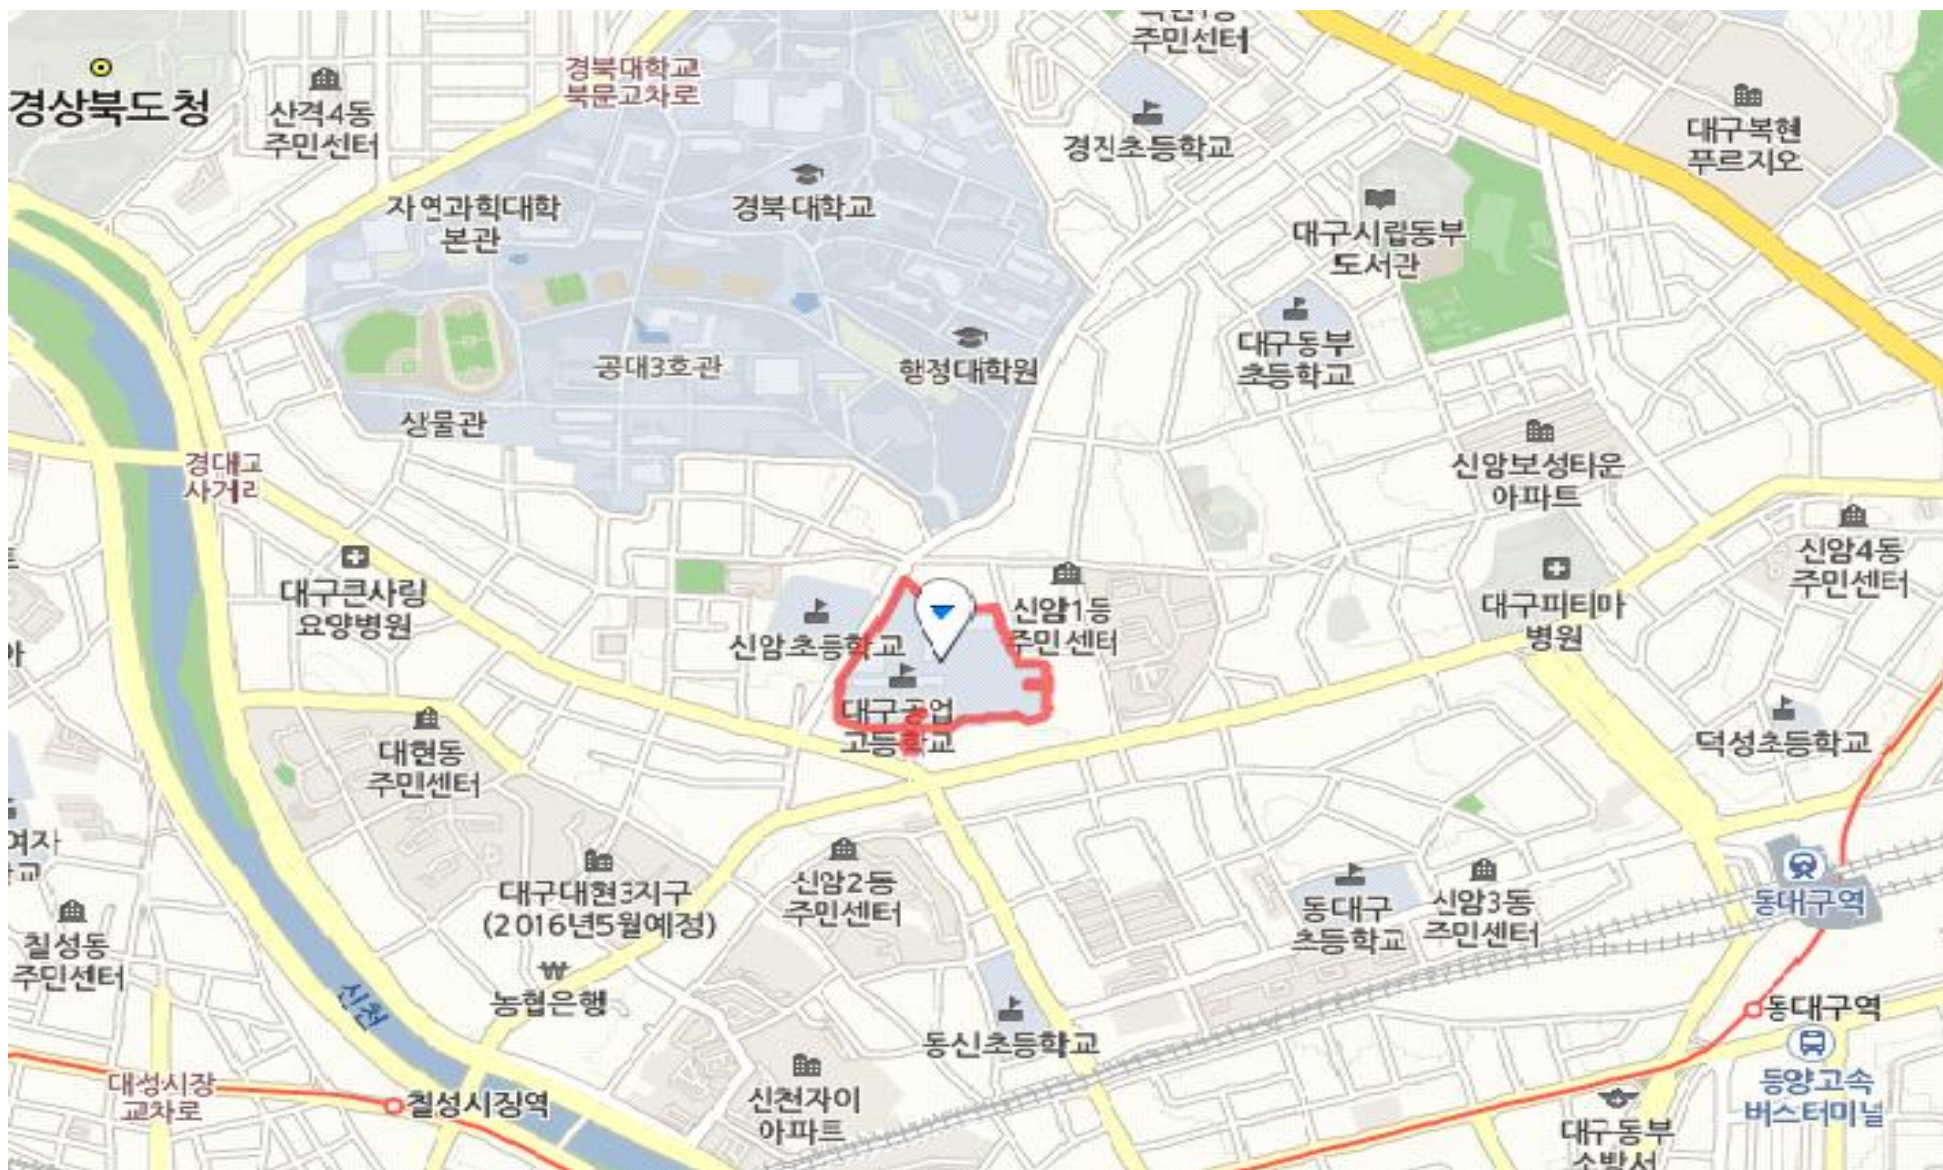 주민센터
경북대학교
북문교차로
경상북도청
산격4동
주민센터
대구복현
푸르지오
경진초등학교
자연과학대학
본관
경북대학교
대구시립동부
도서관
공대3호관
행정대학원
대구동부
초등학교
상물관
경대교
사거리
신암보성타운
아파트
대구큰사랑
요양병원
신암초등학교
신암1동
주민센터
대구파티마
병원
신암4동
주민센터
대구공업
고등학교
대현동
주민센터
덕성초등학교
여자
대구대현3지구
(2016년5월예정)
신암2동
주민센터
동대구
초등학교
신암3동
주민센터
동대구역
칠성동
주민센터
농협은행
신천
동신초등학교
동대구역
동양고속
버스터미널
대성시장
교차로
칠성시장역
신천자이
아파트
대구동부
소방서